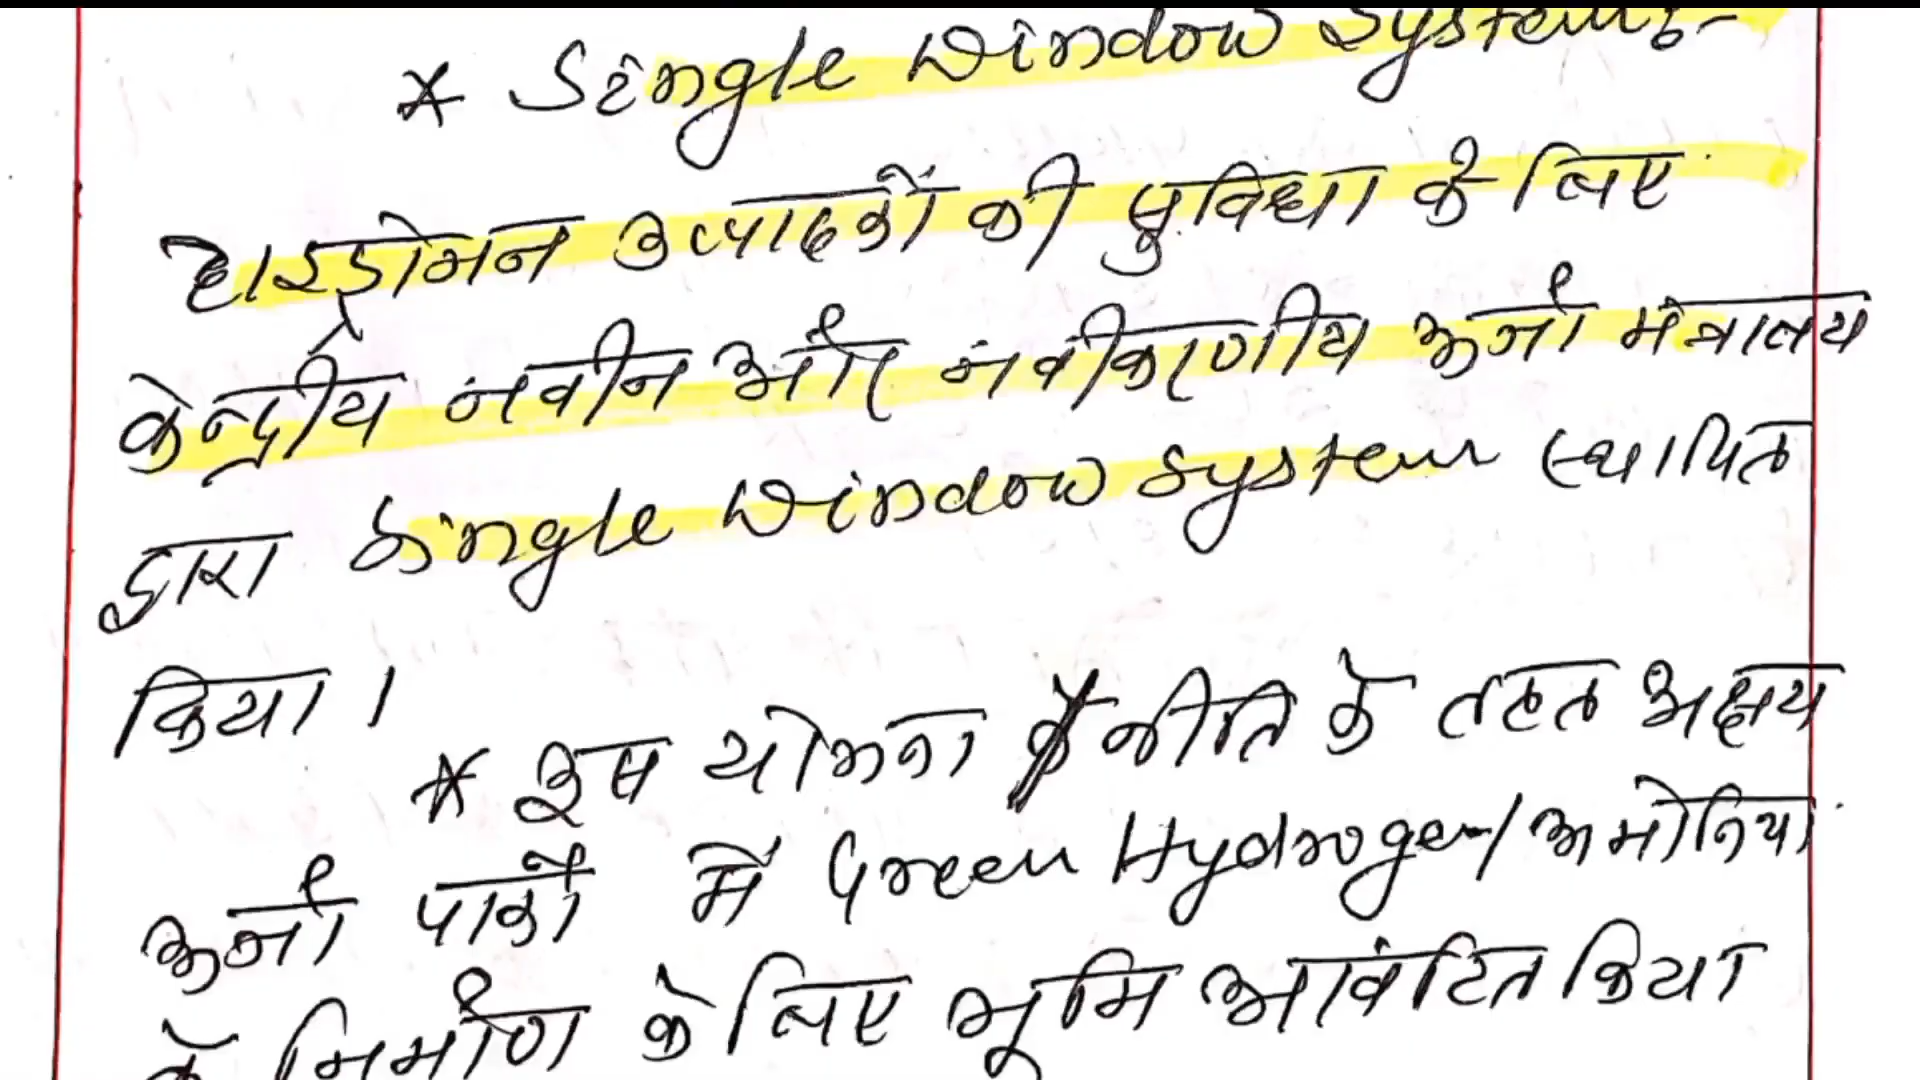 * Single Window System:-
हाइड्रोजन उत्पादकों की सुविधा के लिए
केन्द्रीय नवीन और नवीकरणीय ऊर्जा मंत्रालय
द्वारा Single Window System स्थापित
किया।
* इस योजना नीति के तहत अक्षय
ऊर्जा पार्कों में Green Hydrogen/अमोनिया
के निर्माण के लिए भूमि आवंटित किया